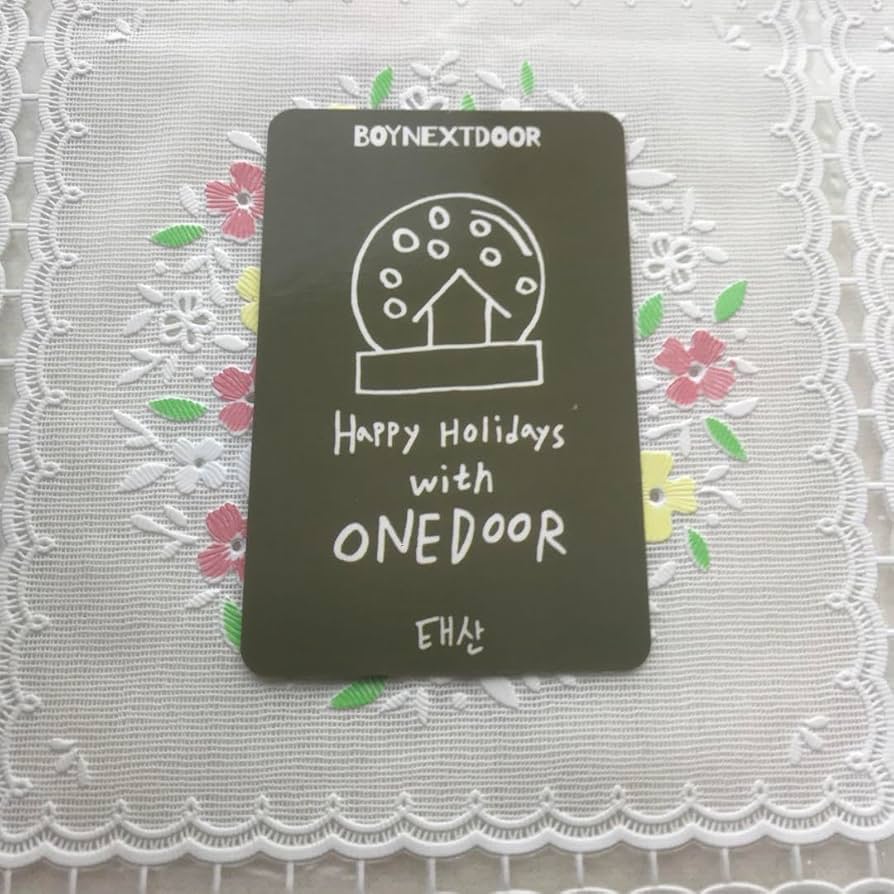 BOYNEXTDOOR
Happy Holidays
with
ONEDOOR
태산